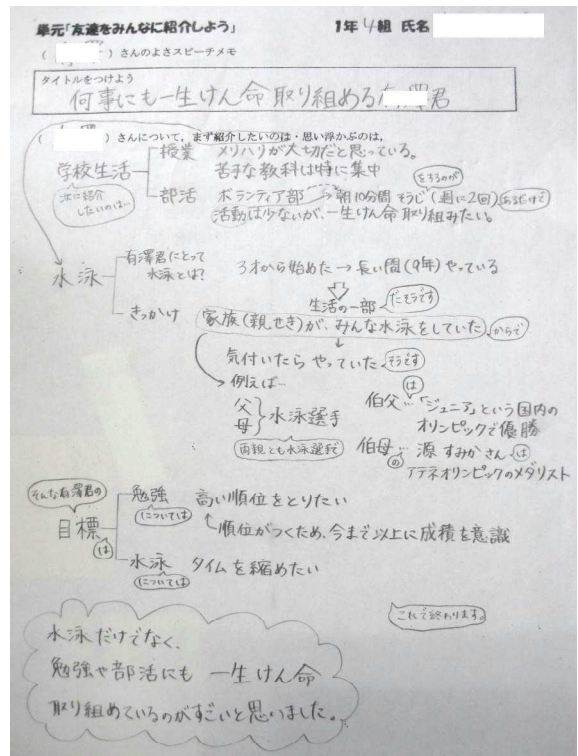 単元「友達をみんなに紹介しよう」 1年4組 氏名
( )さんのよさスピーチメモ
タイトルをつけよう
何事にも一生けん命取り組める 君
( )さんについて,まず紹介したいのは・思い浮かぶのは,
学校生活 授業 メリハリが大切だと思っている。
苦手な教科は特に集中
次に紹介したいのは…
部活 ボランティア部 → 朝10分間そうじ をするのが (週に2回) あるだけで
活動は少ないが、一生けん命取り組みたい。
水泳 有澤君にとって水泳とは? 3才から始めた→長い間(9年)やっている
生活の一部 だそうです
きっかけ 家族(親せき)が、みんな水泳をしていた からで
気付いたら やっていた そうです
例えば…
父 母 } 水泳選手
両親とも水泳選手で
伯父 は …「ジュニア」という国内の
オリンピックで優勝
伯母 の … 源 すみかさん は
アテネオリンピックのメダリスト
そんな有澤君の
目標 は
勉強 については 高い順位をとりたい
順位がつくため、今まで以上に成績を意識
水泳 については タイムを縮めたい
これで終わります。
水泳だけでなく、
勉強や部活にも 一生けん命
取り組めているのがすごいと思いました。